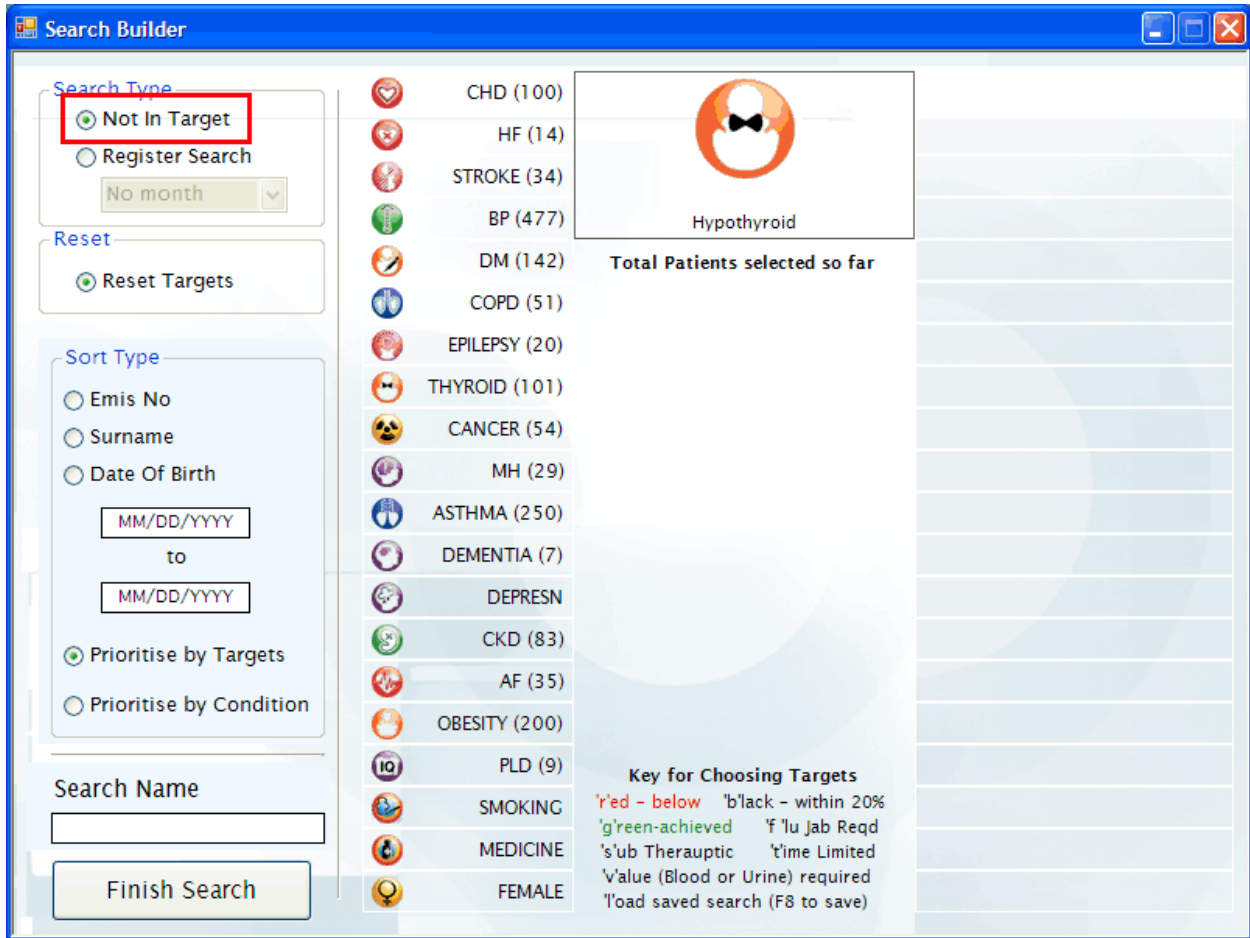 Search Builder
Search Type
Not In Target
Register Search
No month
Reset
Reset Targets
Sort Type
Emis No
Surname
Date Of Birth
MM/DD/YYYY
to
MM/DD/YYYY
Prioritise by Targets
Prioritise by Condition
Search Name
Finish Search
CHD (100)
HF (14)
STROKE (34)
BP (477)
DM (142)
COPD (51)
EPILEPSY (20)
THYROID (101)
CANCER (54)
MH (29)
ASTHMA (250)
DEMENTIA (7)
DEPRESN
CKD (83)
AF (35)
OBESITY (200)
IQ PLD (9)
SMOKING
MEDICINE
FEMALE
Hypothyroid
Total Patients selected so far
Key for Choosing Targets
'r'ed - below 'b'lack - within 20%
'g'reen-achieved 'f 'lu Jab Reqd
's'ub Therauptic 't'ime Limited
'v'alue (Blood or Urine) required
'l'oad saved search (F8 to save)